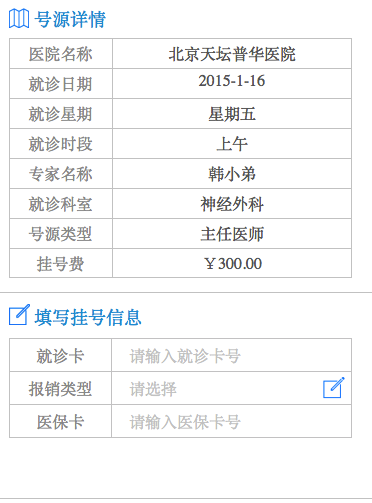 号源详情
医院名称 北京天坛普华医院
就诊日期 2015-1-16
就诊星期 星期五
就诊时段 上午
专家名称 韩小弟
就诊科室 神经外科
号源类型 主任医师
挂号费 ￥300.00
填写挂号信息
就诊卡 请输入就诊卡号
报销类型 请选择
医保卡 请输入医保卡号